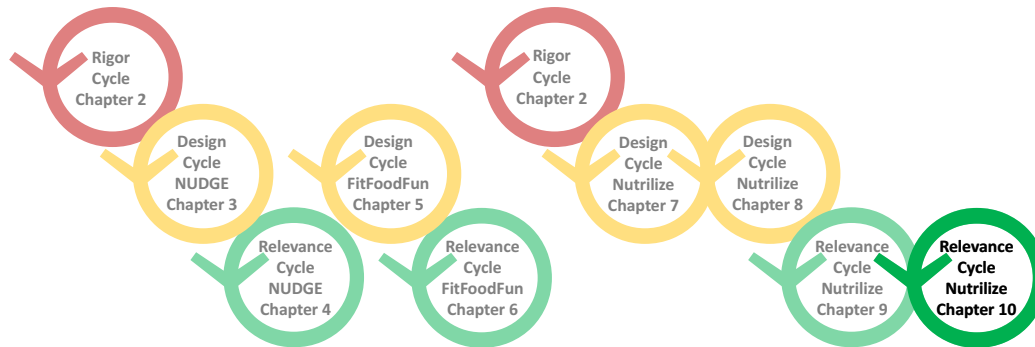 Rigor
Cycle
Chapter 2
Rigor
Cycle
Chapter 2
Design
Cycle
NUDGE
Chapter 3
Design
Cycle
FitFoodFun
Chapter 5
Design
Cycle
Nutrilize
Chapter 7
Design
Cycle
Nutrilize
Chapter 8
Relevance
Cycle
NUDGE
Chapter 4
Relevance
Cycle
FitFoodFun
Chapter 6
Relevance
Cycle
Nutrilize
Chapter 9
Relevance
Cycle
Nutrilize
Chapter 10